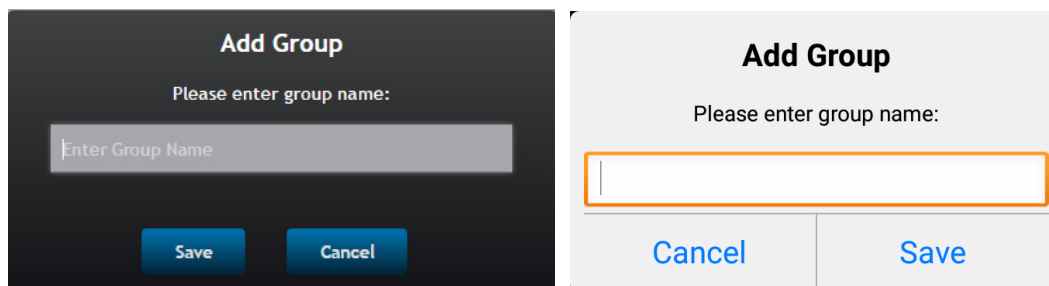 Add Group
Please enter group name:
Enter Group Name
Save Cancel
Add Group
Please enter group name:
Cancel Save